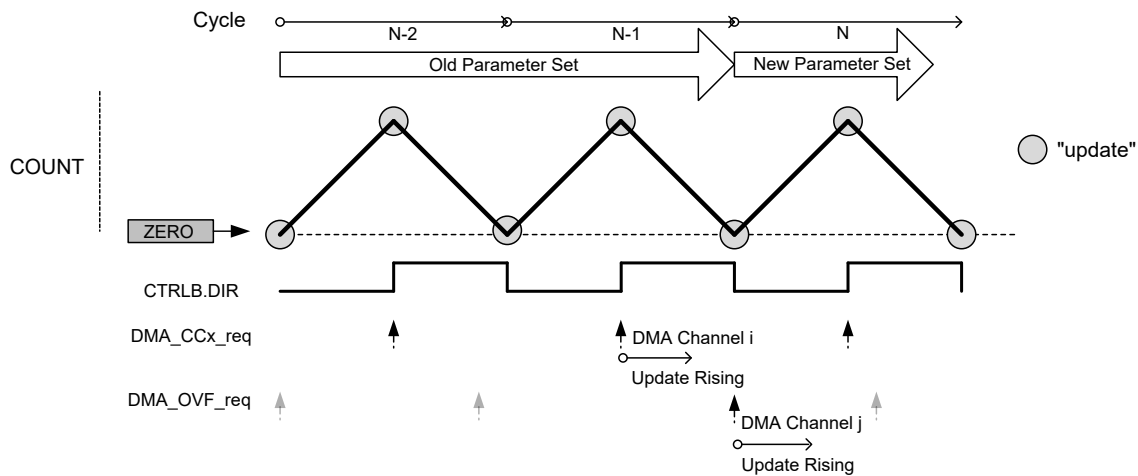 Cycle
N-2
N-1
N
Old Parameter Set
New Parameter Set
COUNT
"update"
ZERO
CTRLB.DIR
DMA_CCx_req
DMA Channel i
Update Rising
DMA_OVF_req
DMA Channel j
Update Rising